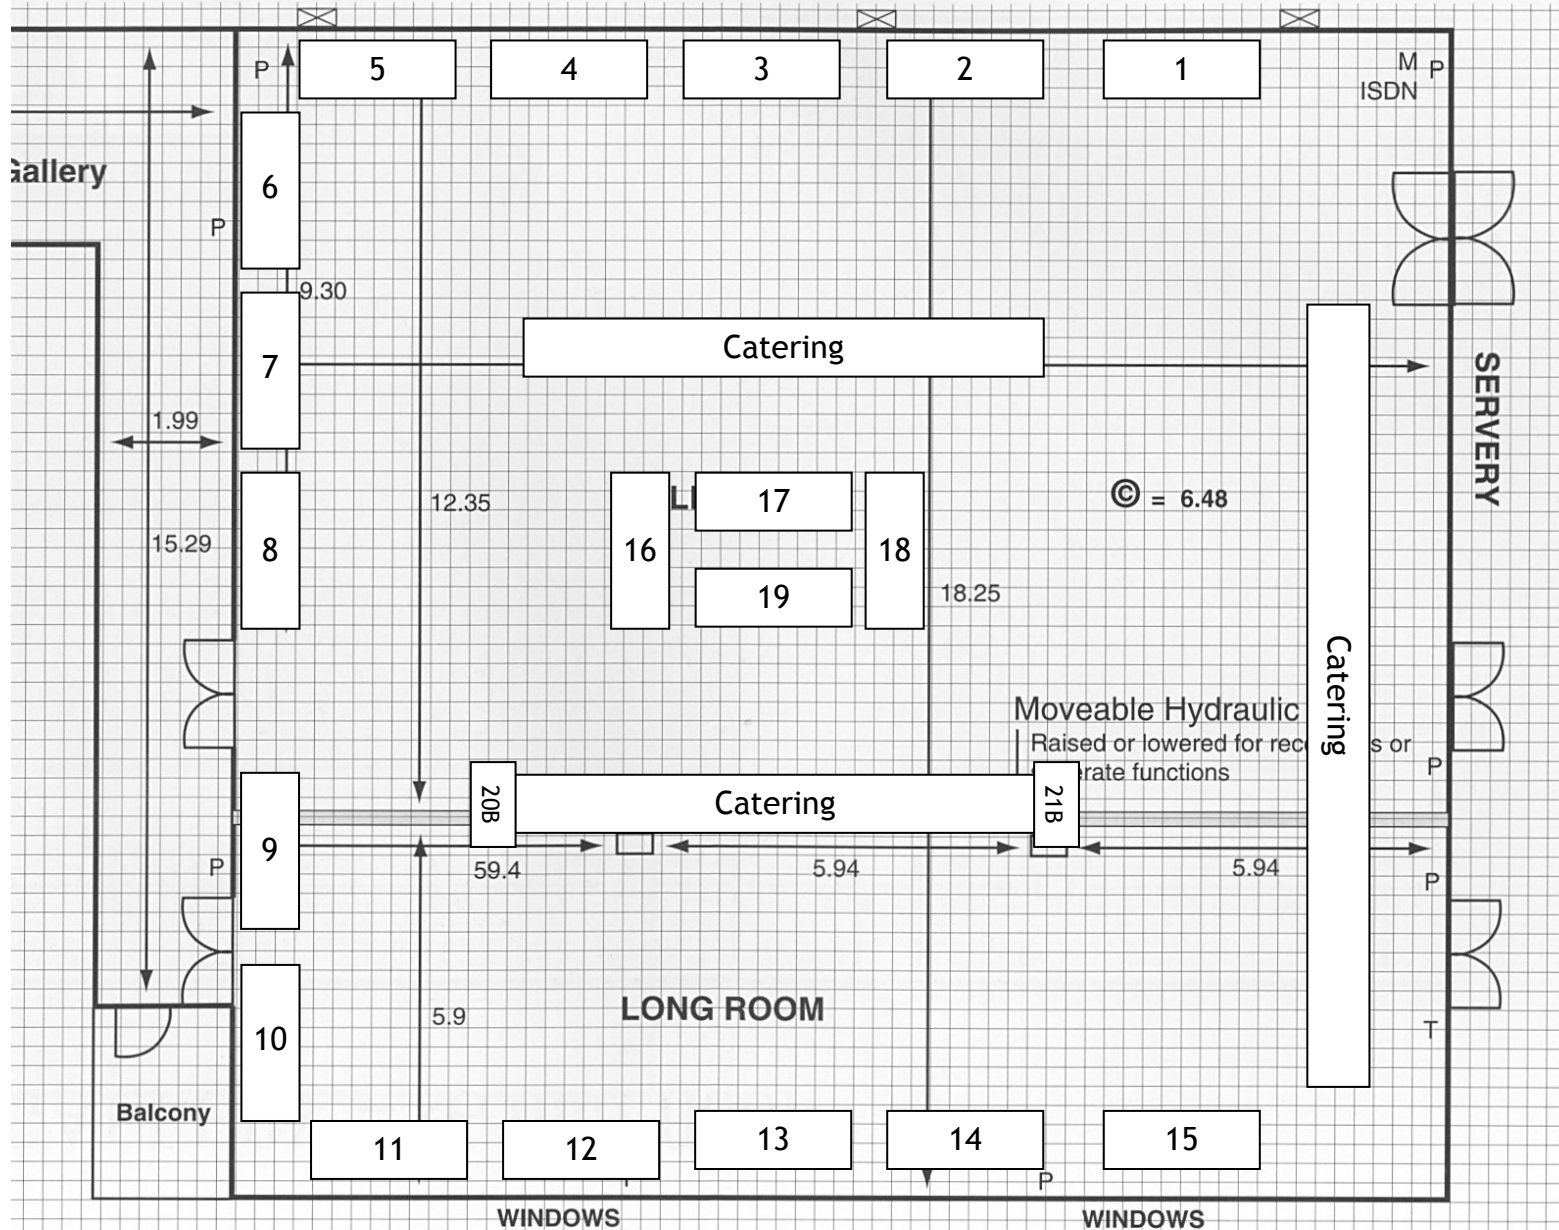 5
4
3
2
1
P
M
P
ISDN
Gallery
6
P
9.30
Catering
7
SERVERY
1.99
12.35
LI
17
© = 6.48
15.29
8
16
18
19
18.25
Catering
Moveable Hydraulic
Raised or lowered for rec s or
erate functions
P
20B
Catering
21B
9
P
59.4
5.94
5.94
P
LONG ROOM
5.9
10
T
Balcony
11
12
13
14
15
P
WINDOWS
WINDOWS